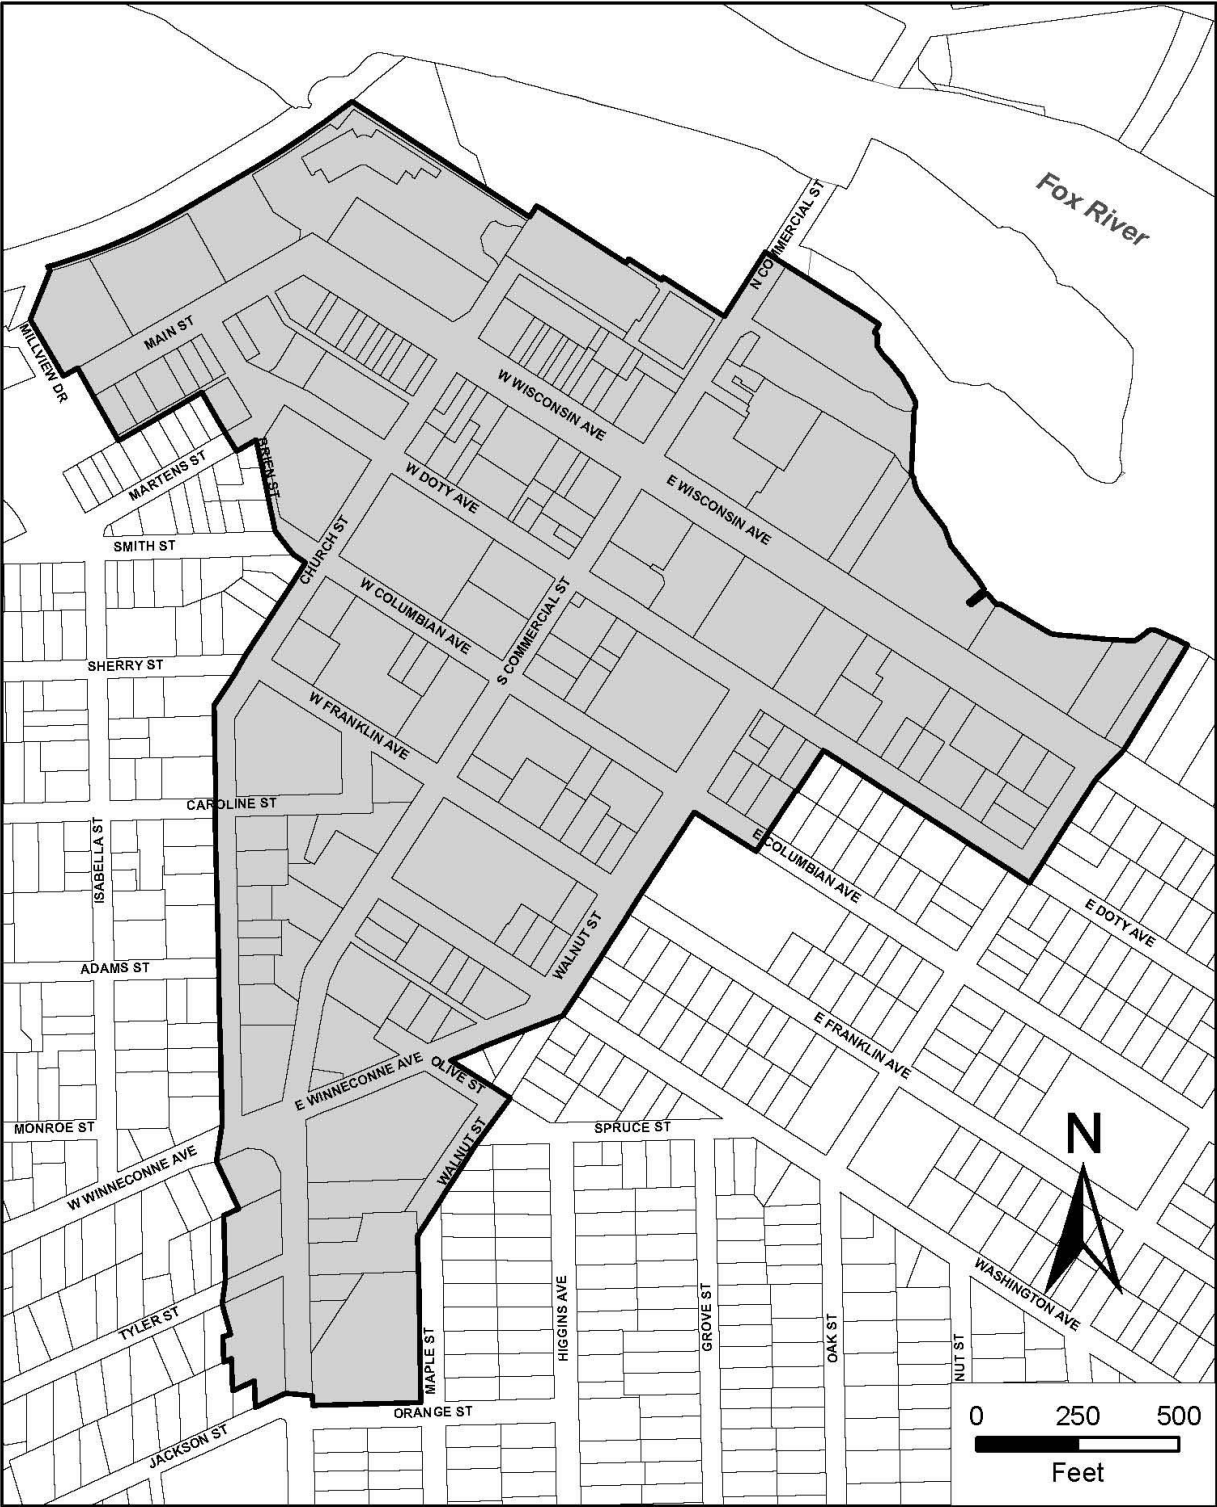 Fox River
N COMMERCIAL ST
MAIN ST
MILLVIEW DR
W WISCONSIN AVE
BRIEN ST
MARTENS ST
W DOTY AVE
E WISCONSIN AVE
SMITH ST
CHURCH ST
W COLUMBIAN AVE
S COMMERCIAL ST
SHERRY ST
W FRANKLIN AVE
CAROLINE ST
ISABELLA ST
E COLUMBIAN AVE
E DOTY AVE
WALNUT ST
ADAMS ST
E FRANKLIN AVE
E WINNECONNE AVE
OLIVE ST
MONROE ST
SPRUCE ST
N
WALNUT ST
W WINNECONNE AVE
WASHINGTON AVE
TYLER ST
HIGGINS AVE
GROVE ST
OAK ST
NUT ST
MAPLE ST
ORANGE ST
JACKSON ST
0 250 500
Feet